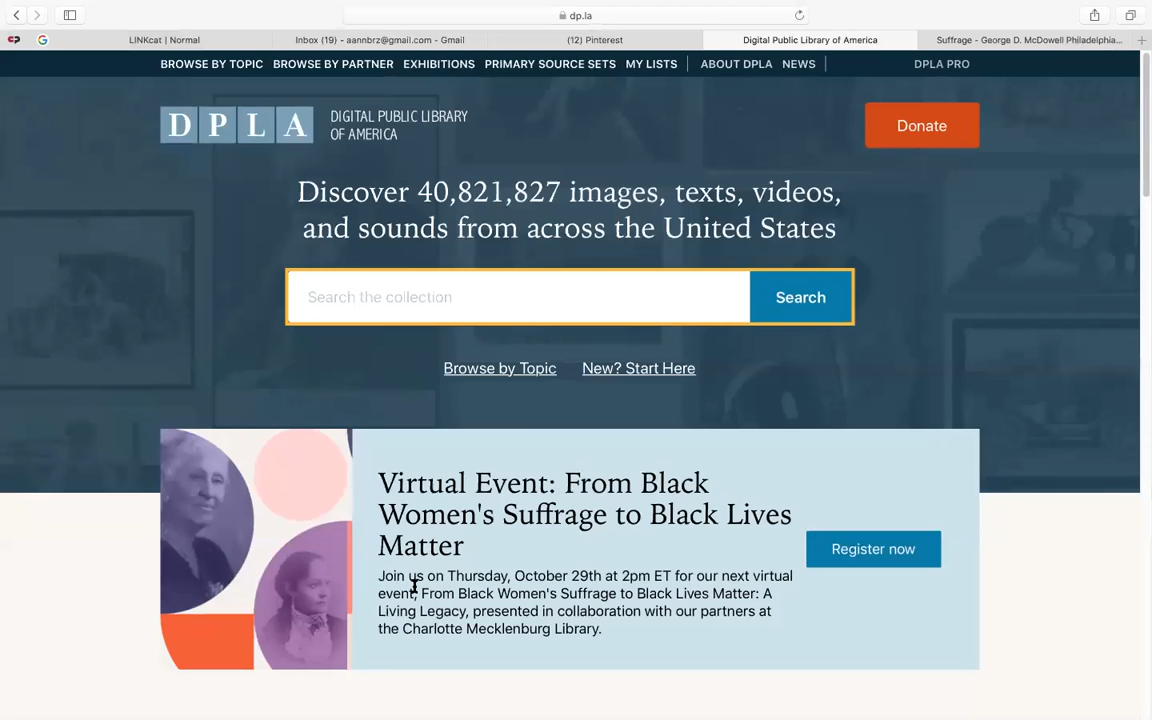 dp.la
LINKcat | Normal
Inbox (19) - aannbrz@gmail.com - Gmail
(12) Pinterest
Digital Public Library of America
Suffrage - George D. McDowell Philadelphia...
BROWSE BY TOPIC BROWSE BY PARTNER EXHIBITIONS PRIMARY SOURCE SETS MY LISTS ABOUT DPLA NEWS DPLA PRO
DPLA
DIGITAL PUBLIC LIBRARY
OF AMERICA
Donate
Discover 40,821,827 images, texts, videos,
and sounds from across the United States
Search the collection
Search
Browse by Topic New? Start Here
Virtual Event: From Black
Women's Suffrage to Black Lives
Matter
Join us on Thursday, October 29th at 2pm ET for our next virtual
event, From Black Women's Suffrage to Black Lives Matter: A
Living Legacy, presented in collaboration with our partners at
the Charlotte Mecklenburg Library.
Register now